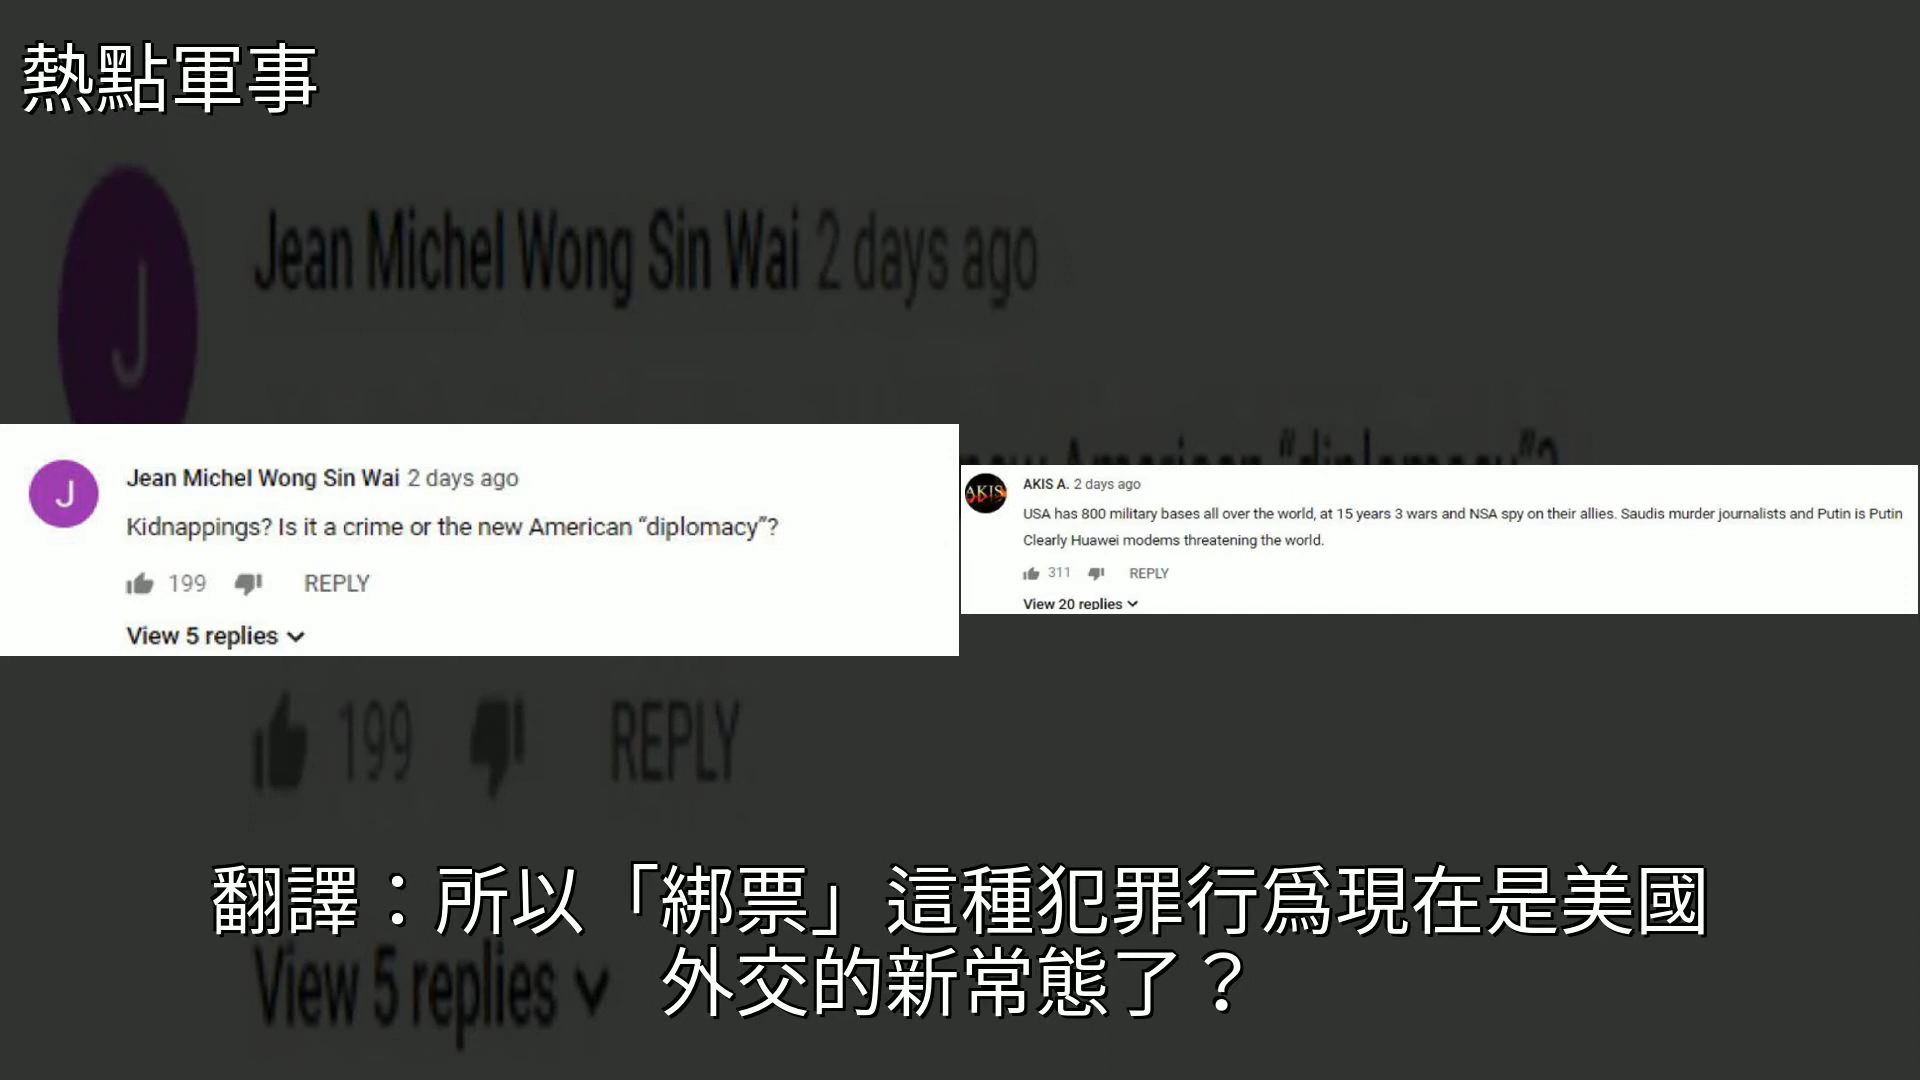 熱點軍事
Jean Michel Wong Sin Wai 2 days ago
new American “diplomacy”?
J
Jean Michel Wong Sin Wai 2 days ago
Kidnappings? Is it a crime or the new American “diplomacy”?
199 REPLY
View 5 replies
AKIS
AKIS A. 2 days ago
USA has 800 military bases all over the world, at 15 years 3 wars and NSA spy on their allies. Saudis murder journalists and Putin is Putin
Clearly Huawei modems threatening the world.
311 REPLY
View 20 replies
J
199 REPLY
翻譯：所以「綁票」這種犯罪行爲現在是美國
View 5 replies
外交的新常態了？